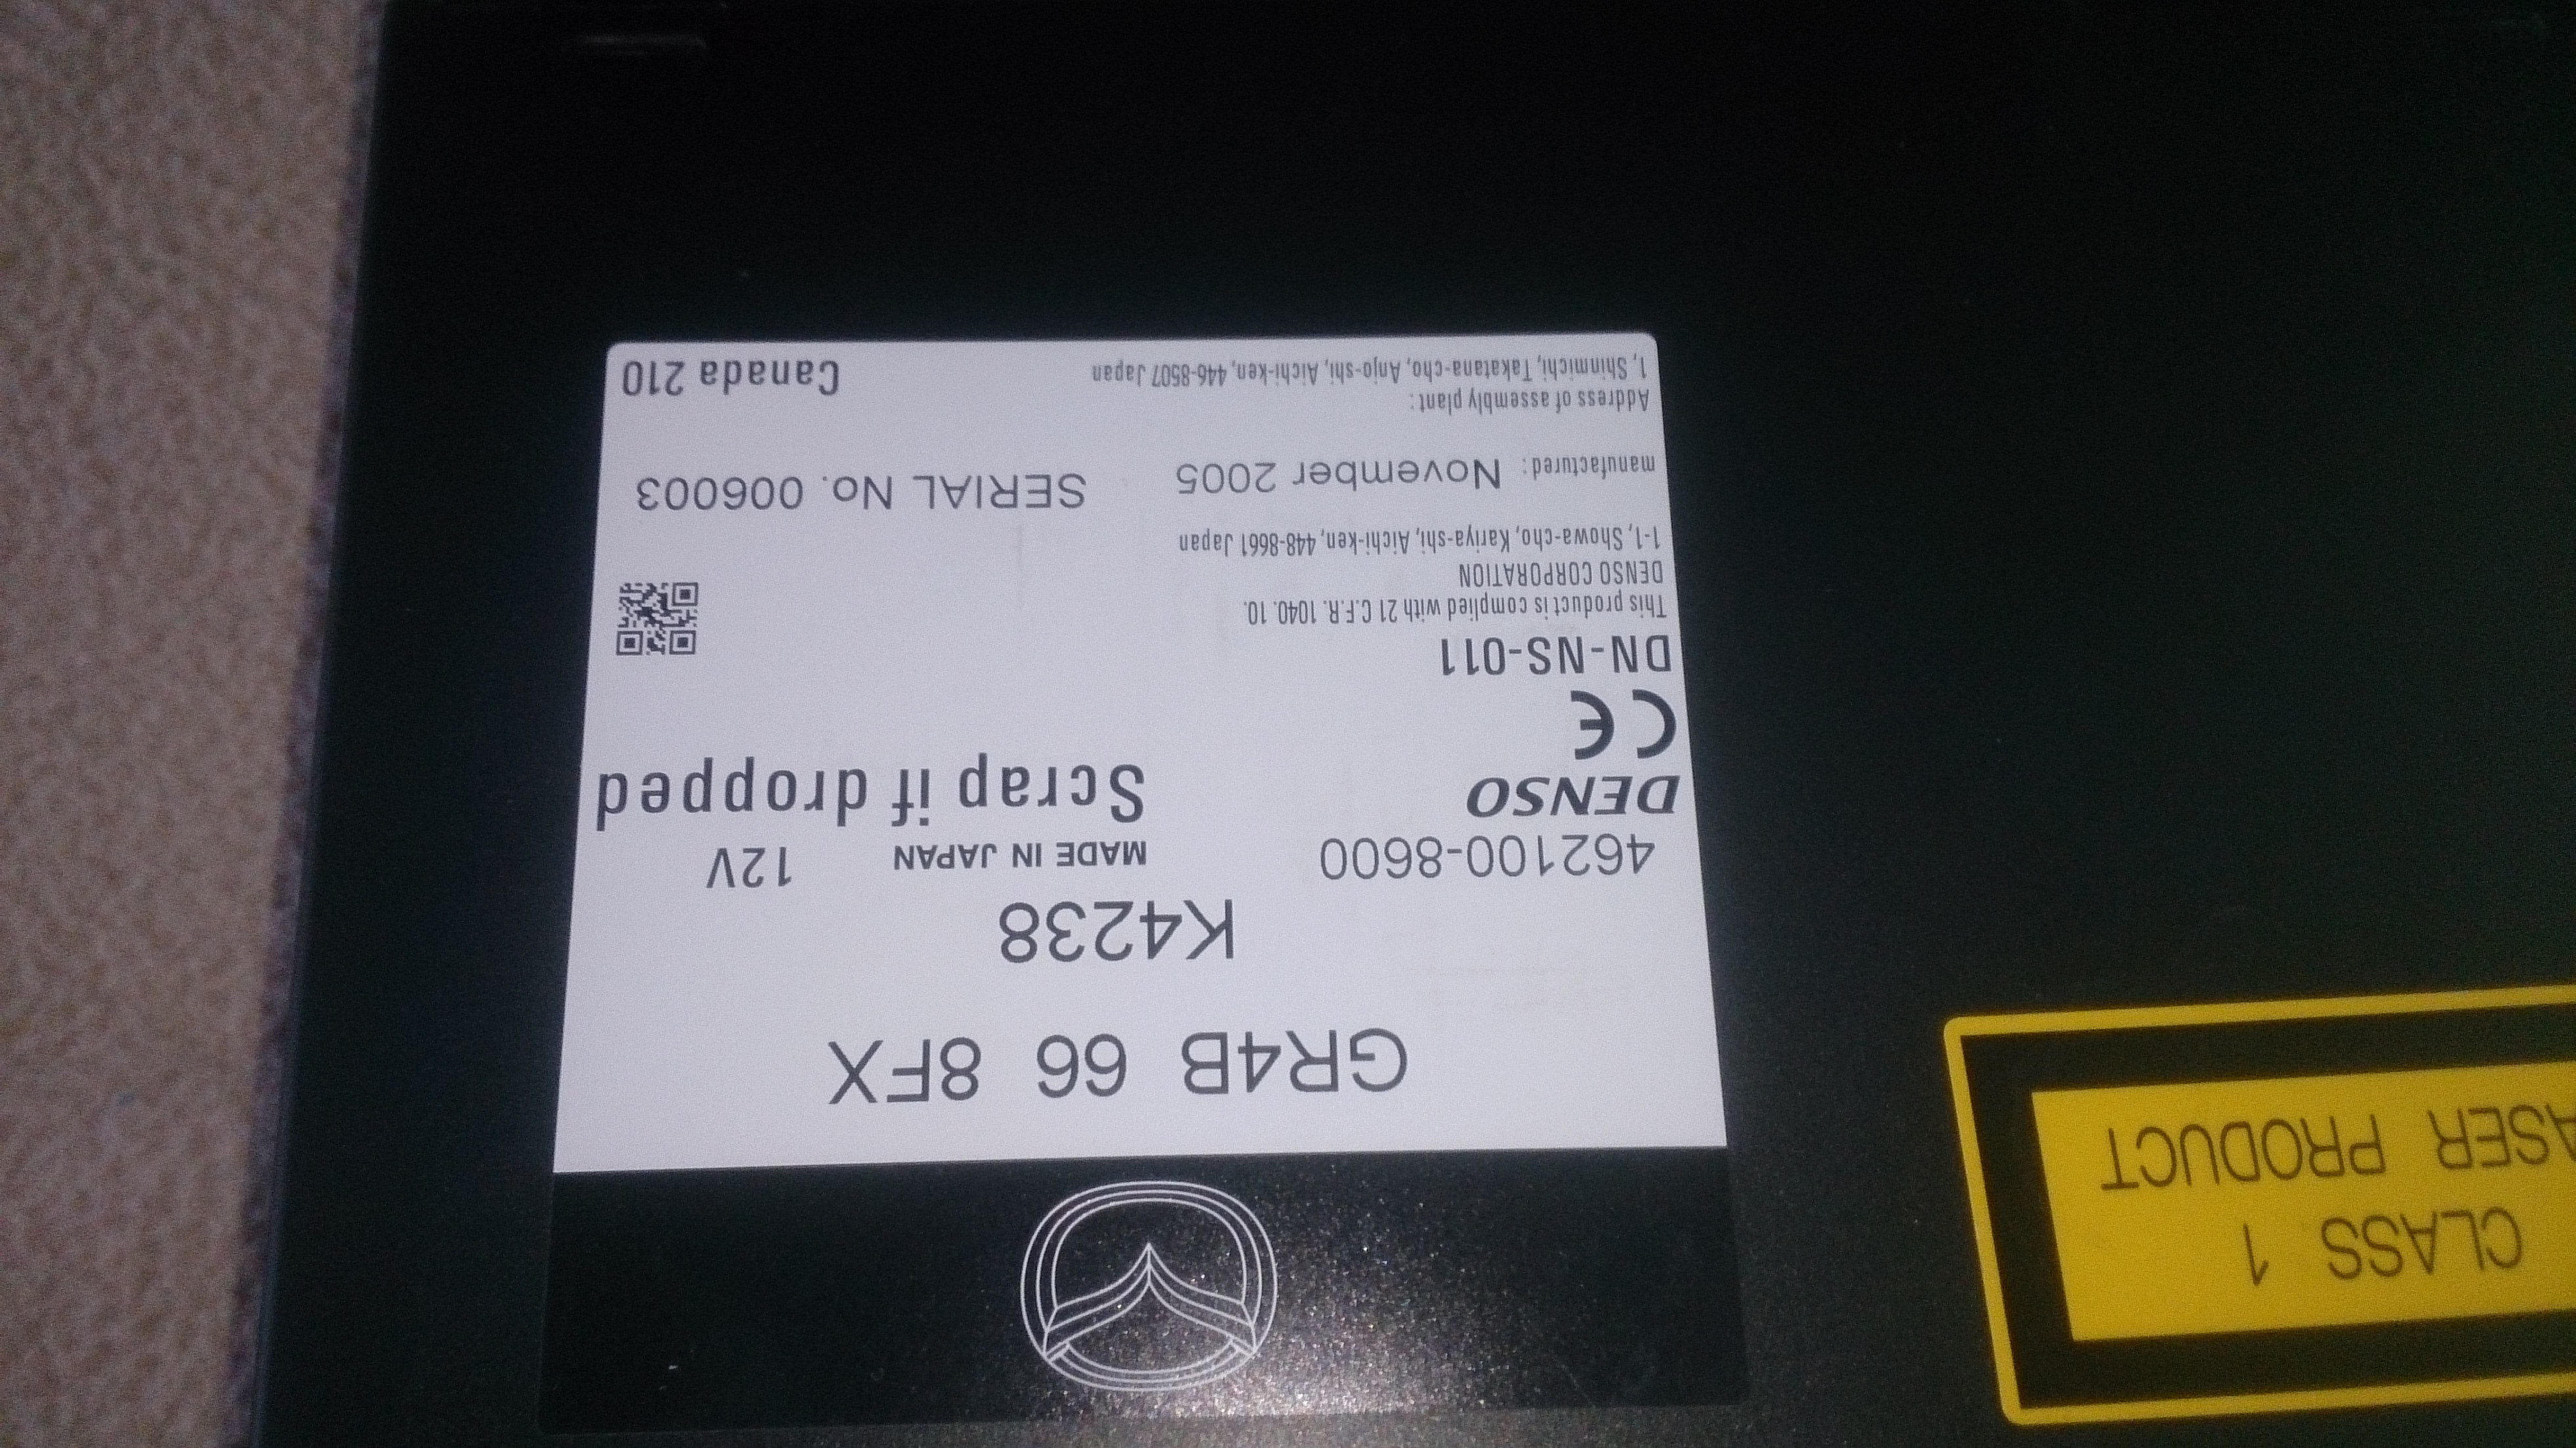 CLASS 1
ASER PRODUCT
GR4B 66 8FX
K4238
462100-8600 MADE IN JAPAN 12V
DENSO Scrap if dropped
CE
DN-NS-011
This product is complied with 21 C.F.R. 1040. 10.
DENSO CORPORATION
1-1, Showa-cho, Kariya-shi, Aichi-ken, 448-8661 Japan
manufactured: November 2005 SERIAL No. 006003
Address of assembly plant:
1, Shinmichi, Takatana-cho, Anjo-shi, Aichi-ken, 446-8507 Japan Canada 210